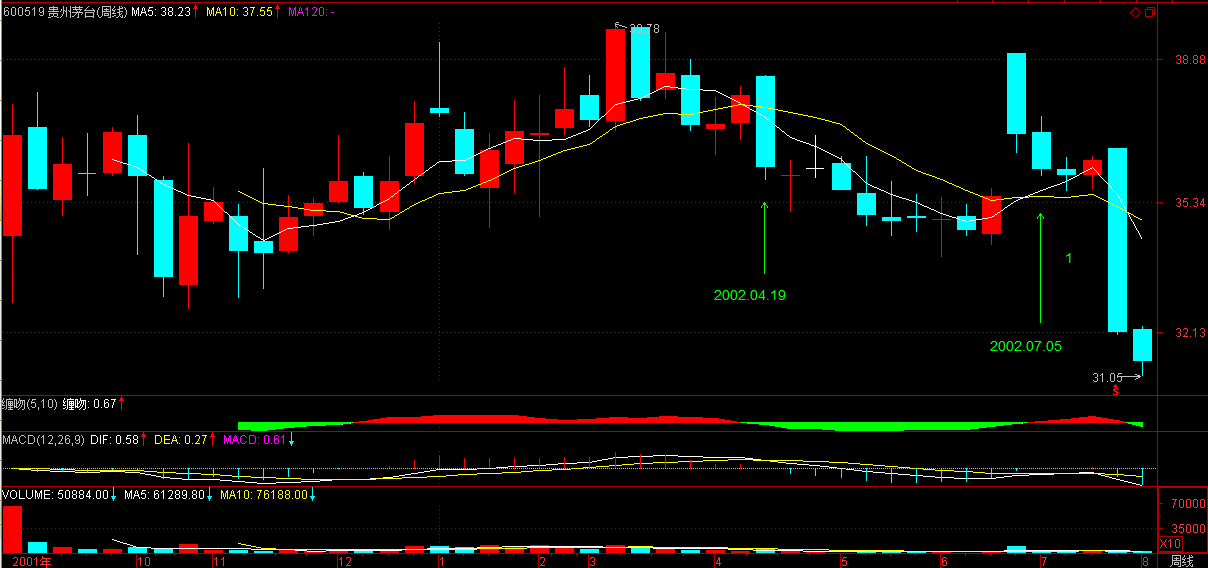 600519 贵州茅台(周线) MA5: 38.23↑ MA10: 37.55↑ MA120: -
39.78
38.88
35.34
2002.04.19
1
32.13
2002.07.05
31.05
S
缠吻(5,10) 缠吻: 0.67↑
MACD(12,26,9) DIF: 0.58↑ DEA: 0.27↑ MACD: 0.61↓
VOLUME: 50884.00↓ MA5: 61289.80↓ MA10: 76188.00↓
70000
35000
X10
2001年 10 11 12 1 2 3 4 5 6 7 8 周线